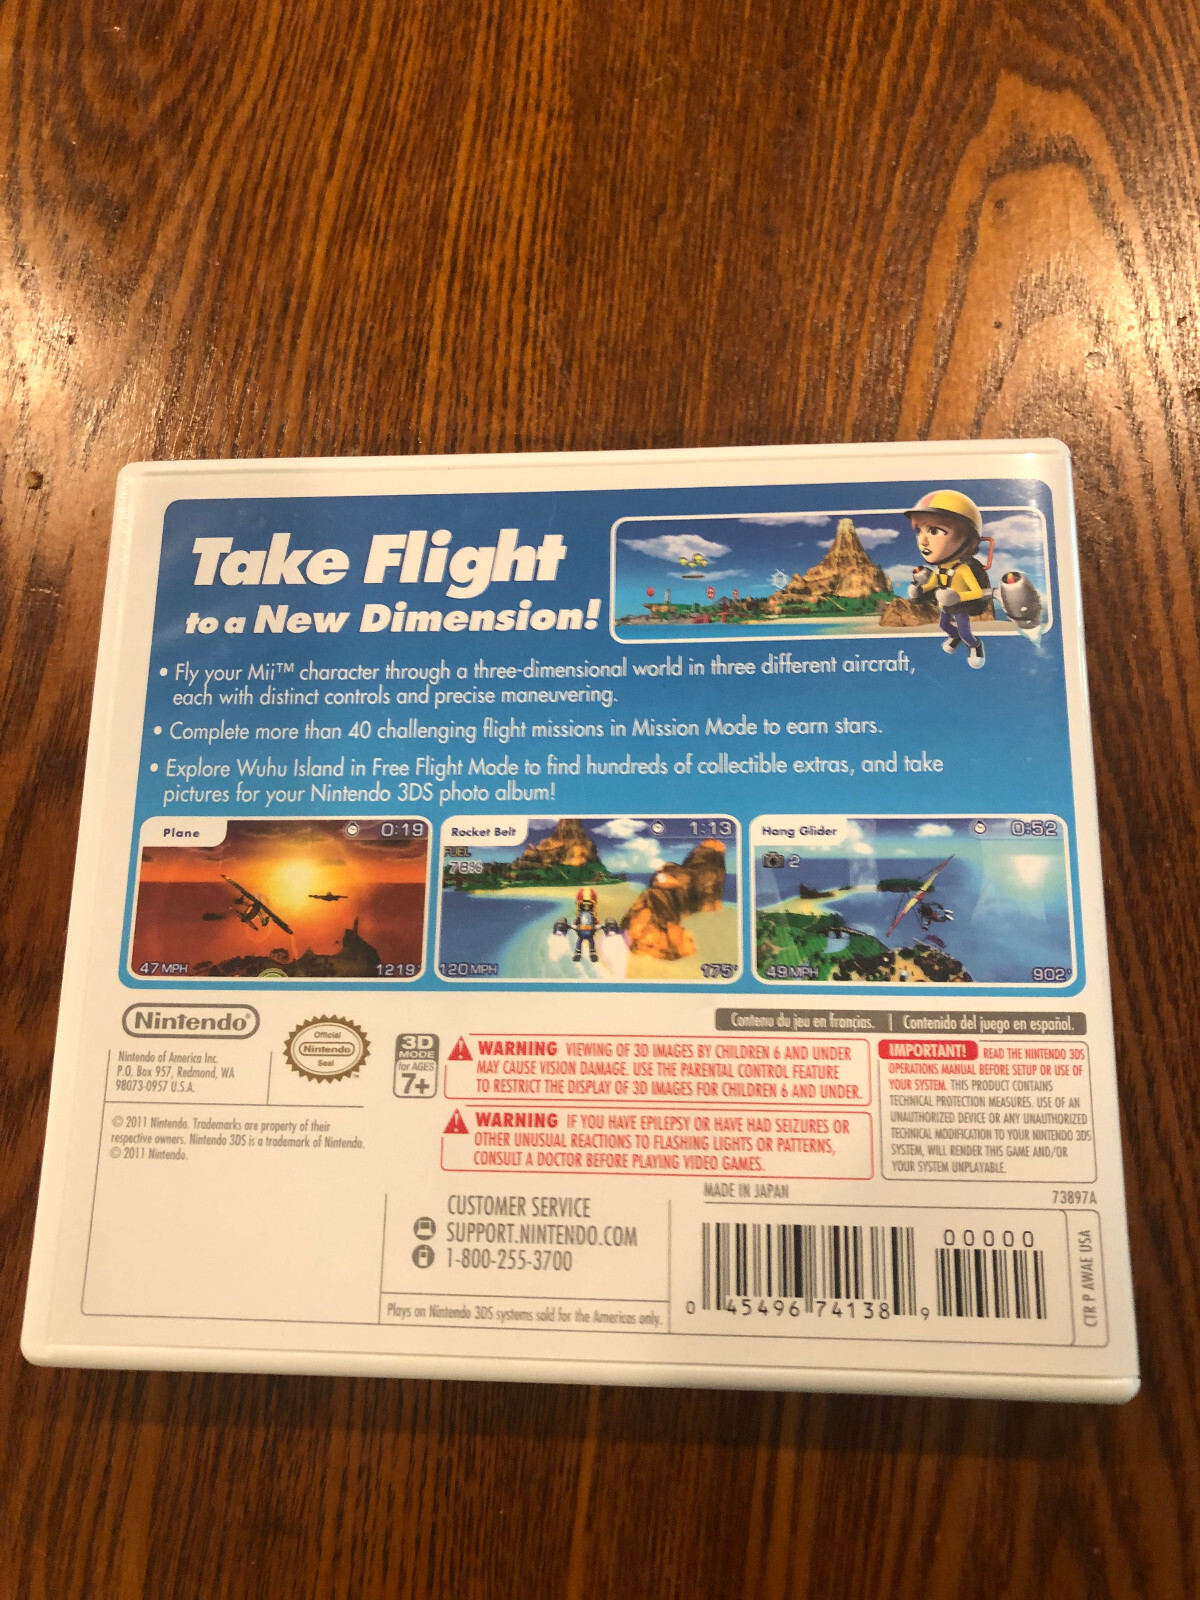 Take Flight
to a New Dimension!
• Fly your Mii™ character through a three-dimensional world in three different aircraft,
each with distinct controls and precise maneuvering.
• Complete more than 40 challenging flight missions in Mission Mode to earn stars.
• Explore Wuhu Island in Free Flight Mode to find hundreds of collectible extras, and take
pictures for your Nintendo 3DS photo album!
Plane
0:19
47 MPH
1219'
Rocket Belt
1:13
FUEL
78%
120 MPH
175'
Hang Glider
0:52
2
49 MPH
902'
Nintendo®
Nintendo of America Inc.
P.O. Box 957, Redmond, WA
98073-0957 U.S.A.
Official
Nintendo
Seal
© 2011 Nintendo. Trademarks are property of their
respective owners. Nintendo 3DS is a trademark of Nintendo.
© 2011 Nintendo.
3D
MODE
for AGES
7+
WARNING VIEWING OF 3D IMAGES BY CHILDREN 6 AND UNDER
MAY CAUSE VISION DAMAGE. USE THE PARENTAL CONTROL FEATURE
TO RESTRICT THE DISPLAY OF 3D IMAGES FOR CHILDREN 6 AND UNDER.
WARNING IF YOU HAVE EPILEPSY OR HAVE HAD SEIZURES OR
OTHER UNUSUAL REACTIONS TO FLASHING LIGHTS OR PATTERNS,
CONSULT A DOCTOR BEFORE PLAYING VIDEO GAMES.
Contenu du jeu en français. | Contenido del juego en español.
IMPORTANT! READ THE NINTENDO 3DS
OPERATIONS MANUAL BEFORE SETUP OR USE OF
YOUR SYSTEM. THIS PRODUCT CONTAINS
TECHNICAL PROTECTION MEASURES. USE OF AN
UNAUTHORIZED DEVICE OR ANY UNAUTHORIZED
TECHNICAL MODIFICATION TO YOUR NINTENDO 3DS
SYSTEM, WILL RENDER THIS GAME AND/OR
YOUR SYSTEM UNPLAYABLE.
MADE IN JAPAN
73897A
CUSTOMER SERVICE
SUPPORT.NINTENDO.COM
1-800-255-3700
Plays on Nintendo 3DS systems sold for the Americas only.
00000
0 45496 74138 9
CTR P AWAE USA